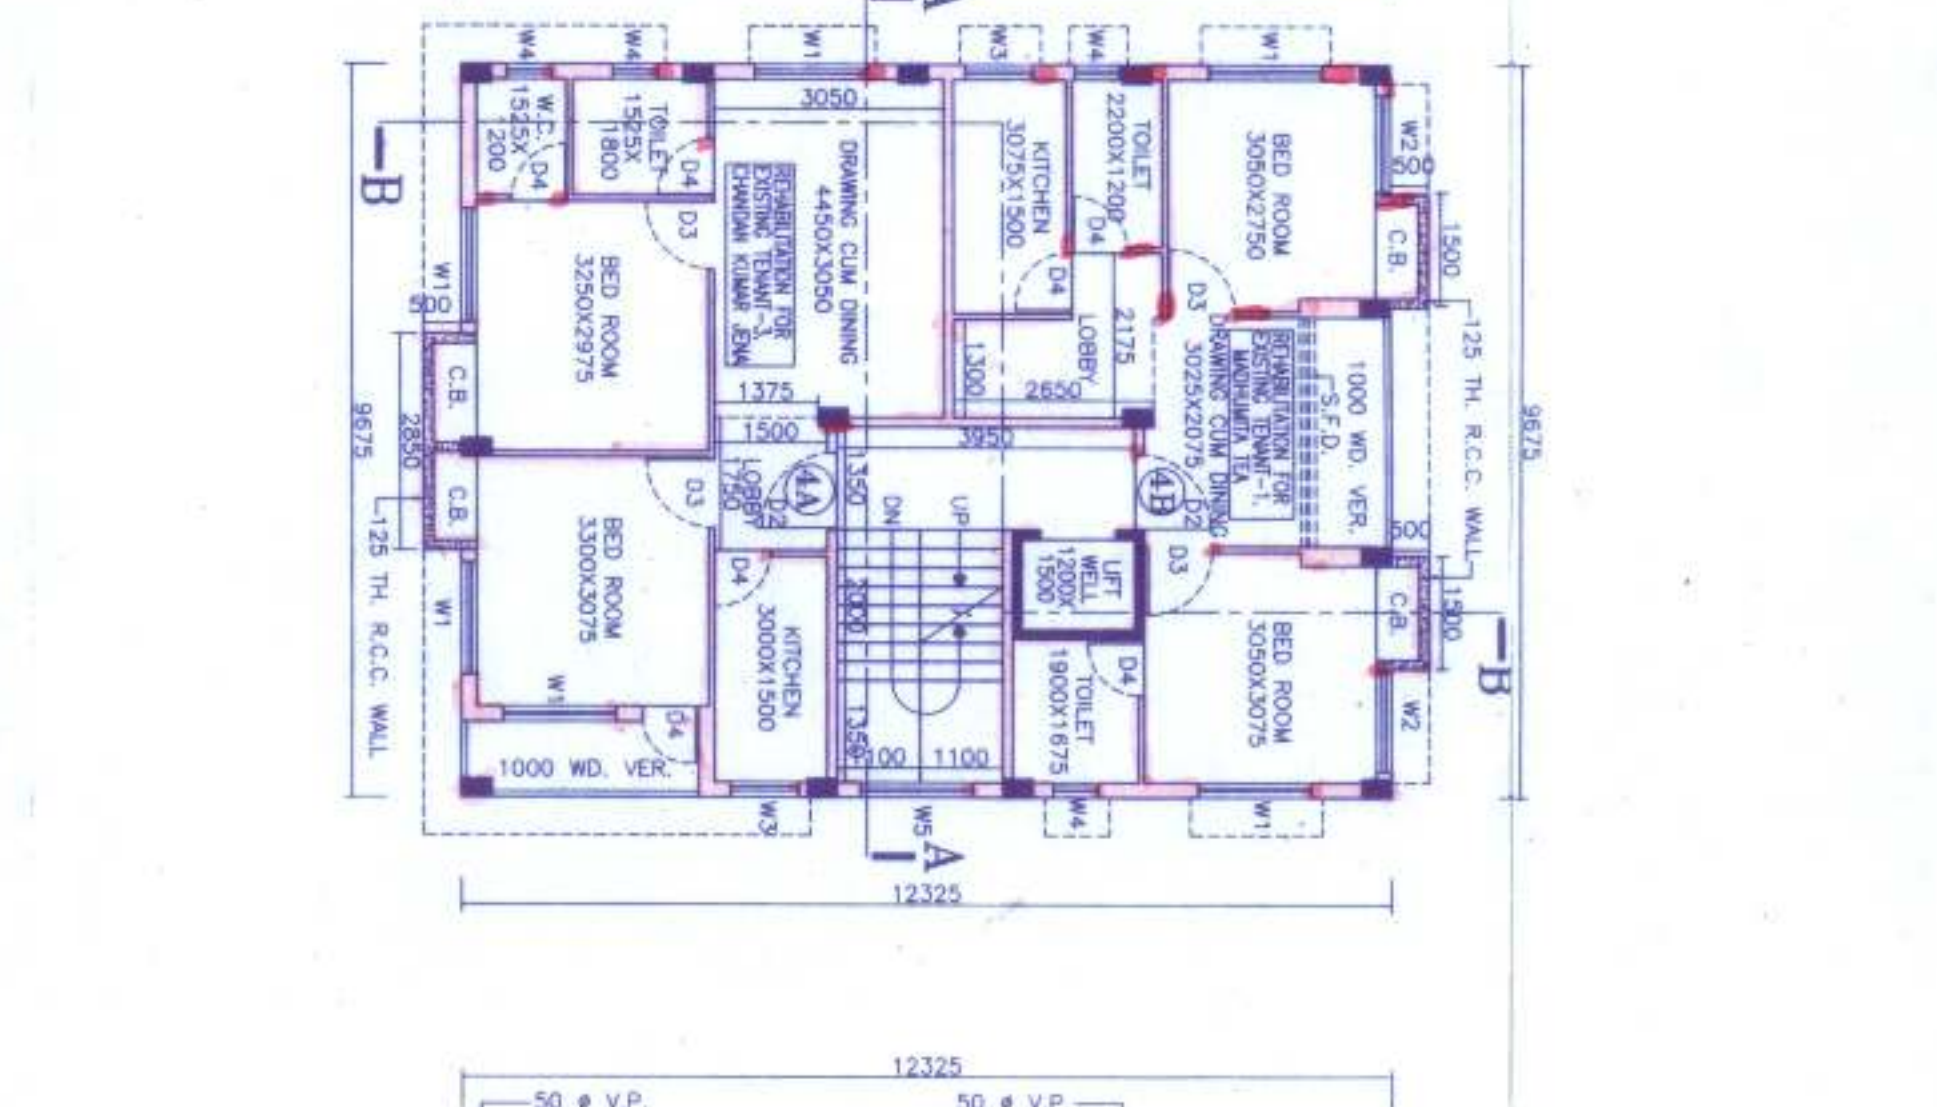 A
W4
W4
W1
W3
W4
W1
3050
W.C.
1525X
TOILET
1525X
1800
D4
D4
DRAWING CUM DINING
4450X3050
REHABILITATION FOR
EXISTING TENANT-3.
CHANDAN KUMAR JENA
KITCHEN
3075X1500
D4
TOILET
2200X1200
D4
BED ROOM
3050X2750
W2
500
C.B.
1500
B
D3
W1
500
BED ROOM
3250X2975
1375
1300
2650
LOBBY
2175
D3
DRAWING CUM DINING
3025X2075
REHABILITATION FOR
EXISTING TENANT-1.
MADHUMITA TEA
S.F.D.
1000 WD. VER.
125 TH. R.C.C. WALL
9675
9675
2850
C.B.
C.B.
1500
3950
LOBBY
1750
D2
4A
1350
DN
UP
4B
D2
500
D3
D3
BED ROOM
3300X3075
D4
KITCHEN
3000X1500
2000
LIFT
WELL
1200X
1500
C.B.
1500
B
125 TH. R.C.C. WALL
W1
W1
D4
1350
1100
TOILET
1900X1675
D4
BED ROOM
3050X3075
W2
1000 WD. VER.
W3
W5
W4
W1
A
12325
12325
50 ø V.P.
50 ø V.P